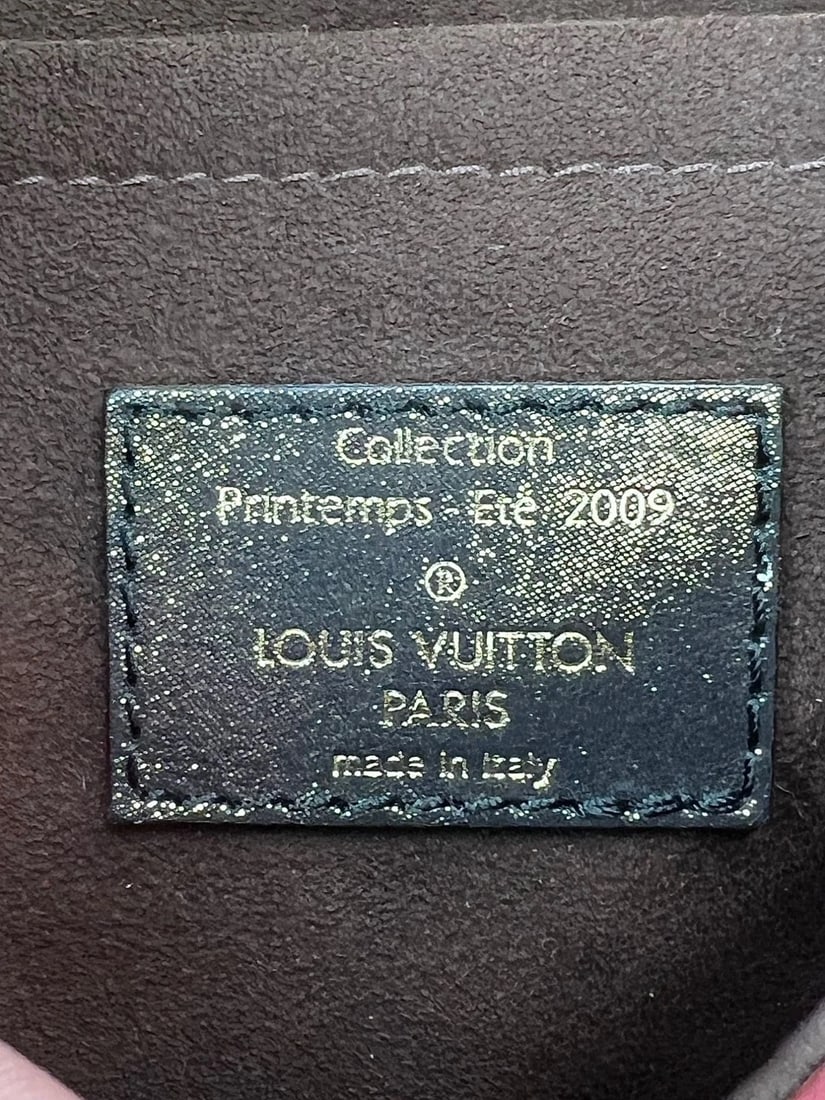 Collection
Printemps - Eté 2009
®
LOUIS VUITTON
PARIS
made in Italy